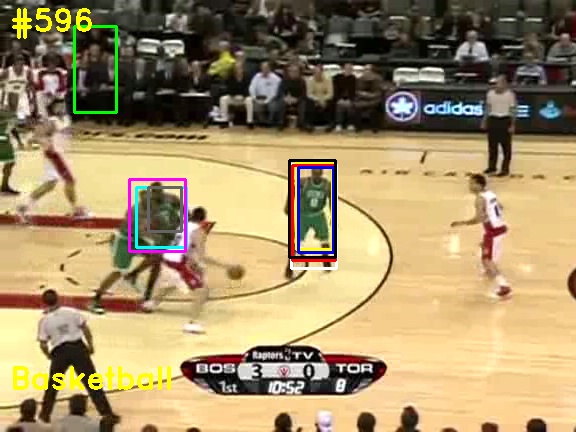 #596
adidas
Basketball
Raptors TV
BOS 3 0 TOR
1st 10:52 8